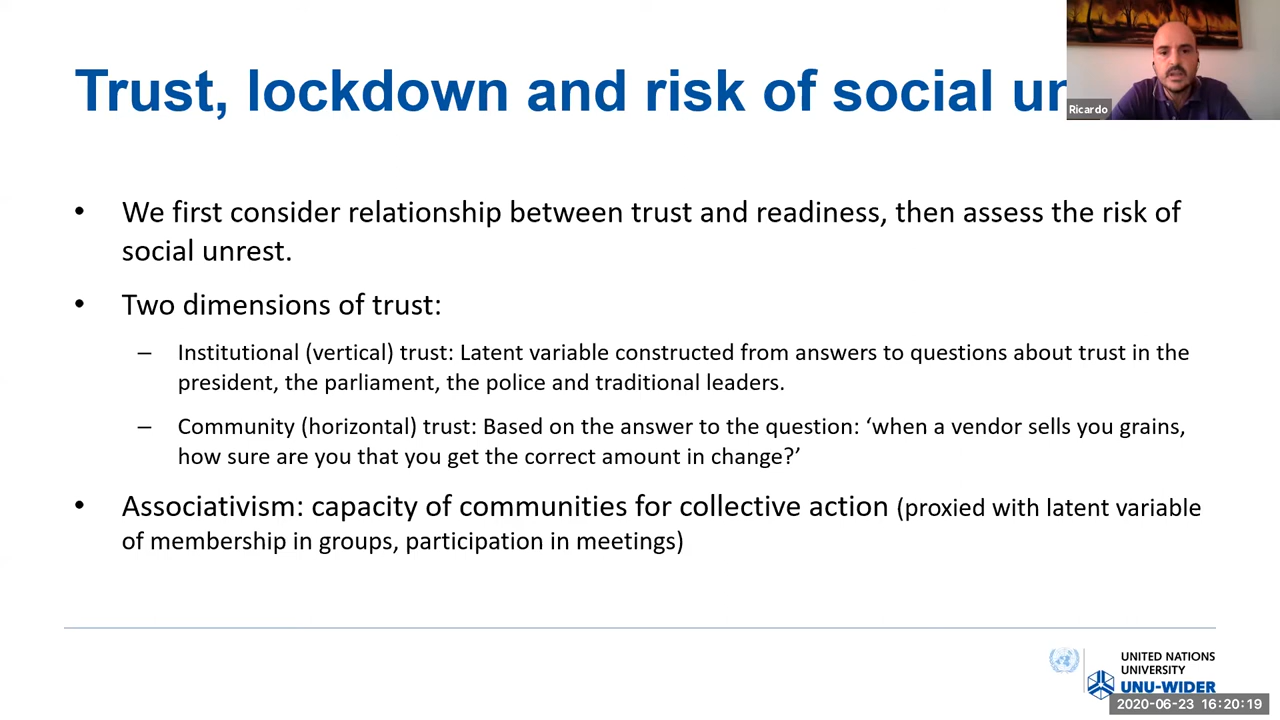 Trust, lockdown and risk of social un
Ricardo
• We first consider relationship between trust and readiness, then assess the risk of
social unrest.
• Two dimensions of trust:
– Institutional (vertical) trust: Latent variable constructed from answers to questions about trust in the
president, the parliament, the police and traditional leaders.
– Community (horizontal) trust: Based on the answer to the question: ‘when a vendor sells you grains,
how sure are you that you get the correct amount in change?’
• Associativism: capacity of communities for collective action (proxied with latent variable
of membership in groups, participation in meetings)
UNITED NATIONS
UNIVERSITY
UNU-WIDER
2020-06-23 16:20:19